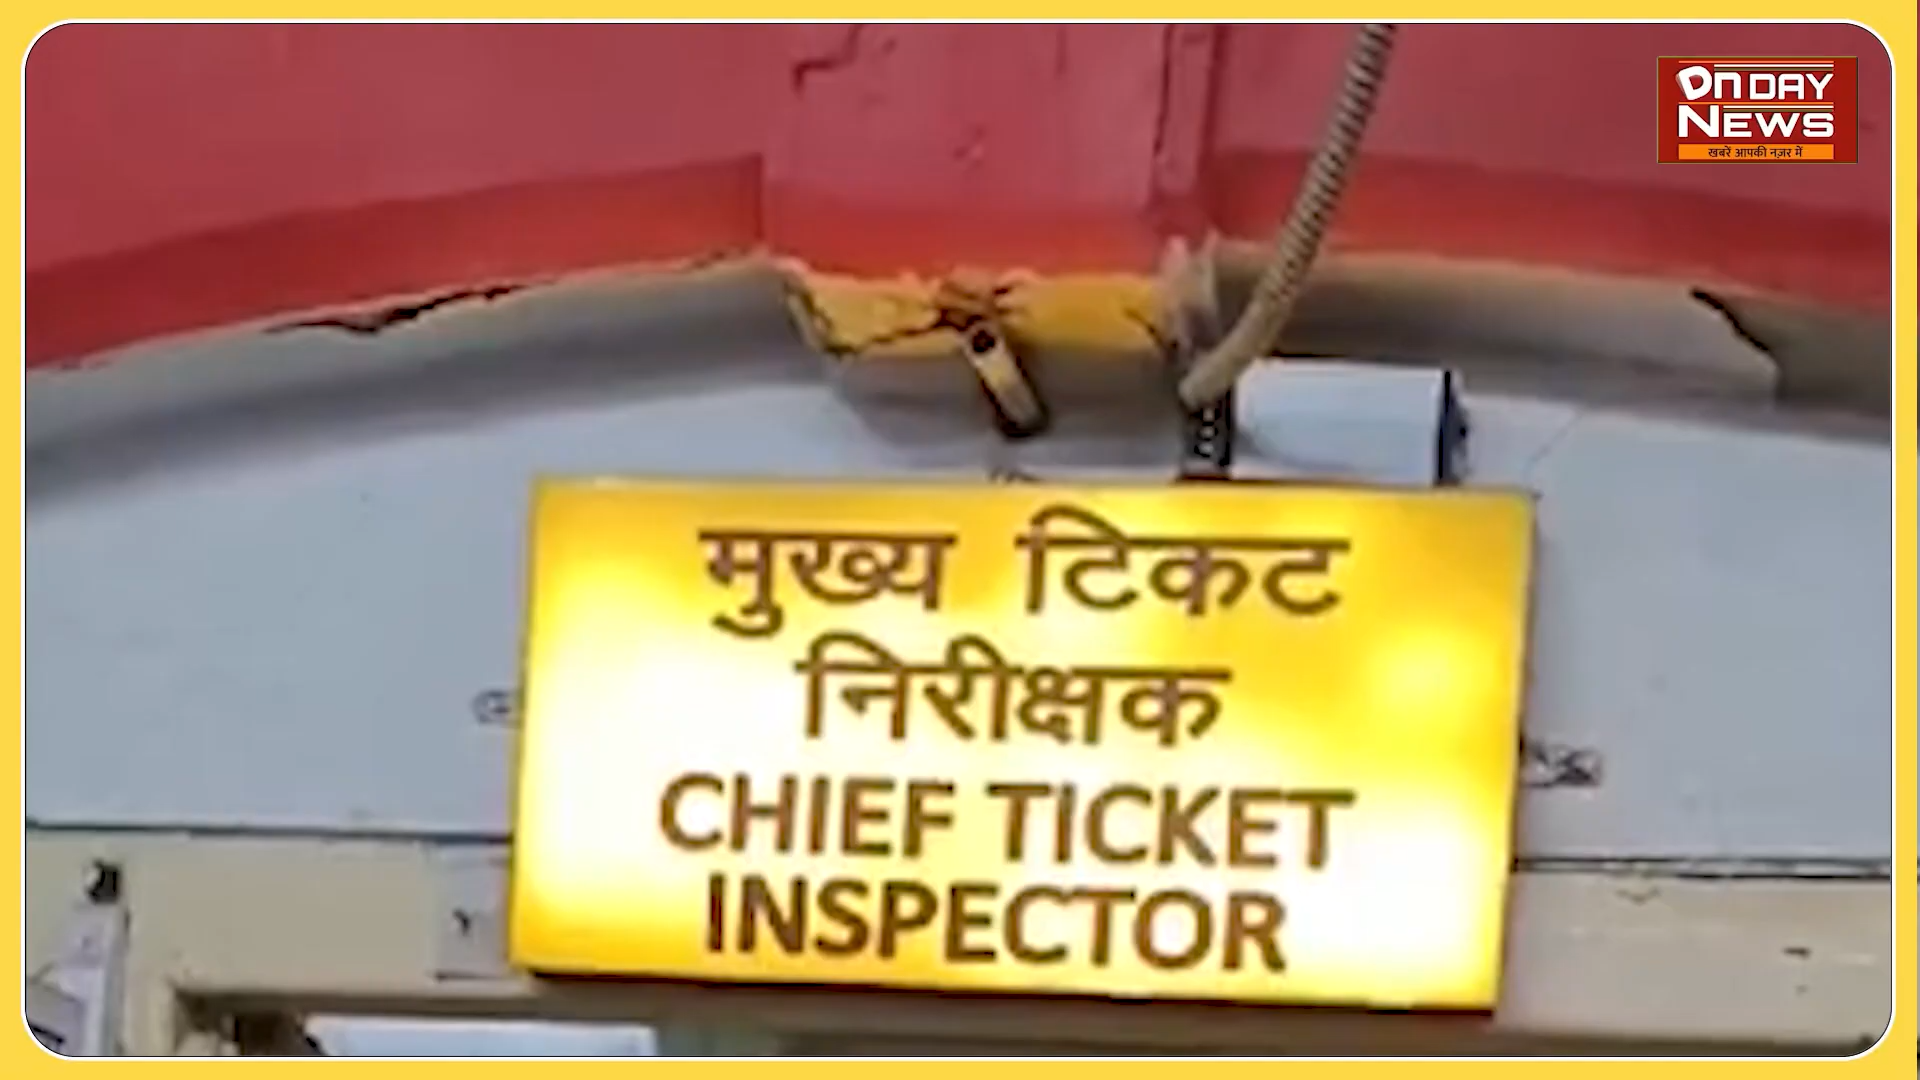 On DAY
NEWS
खबरें आपकी नज़र में
मुख्य टिकट
निरीक्षक
CHIEF TICKET
INSPECTOR